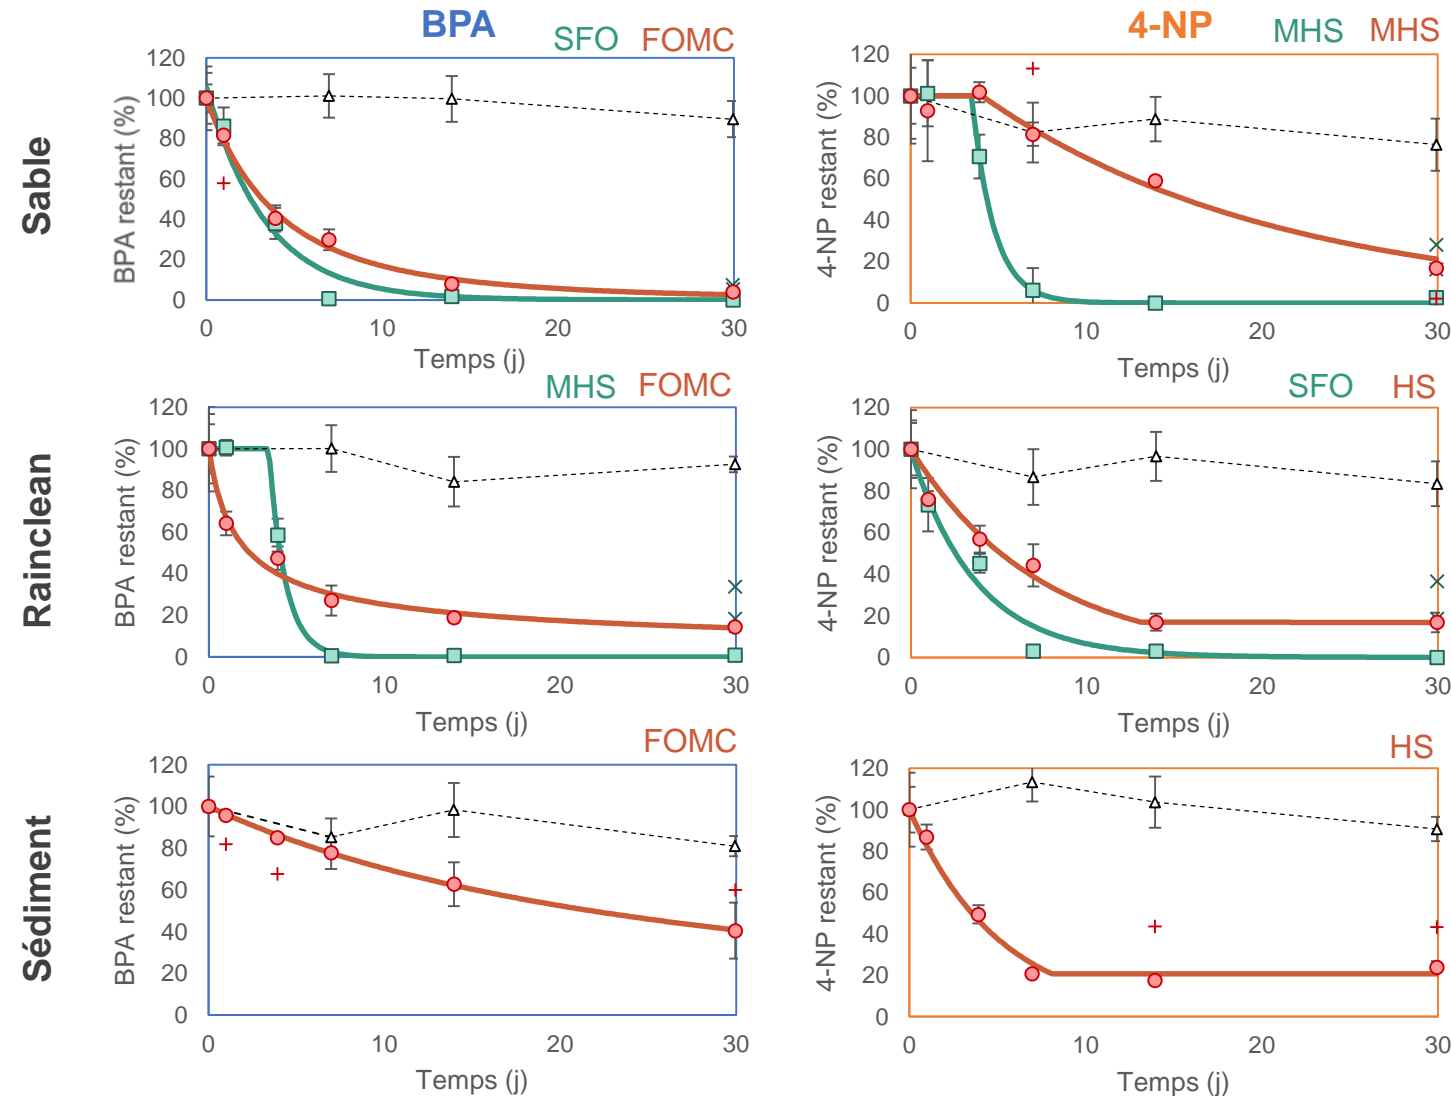 BPA
4-NP
SFO FOMC
MHS MHS
Sable
BPA restant (%)
120
100
80
60
40
20
0
0 10 20 30
Temps (j)
4-NP restant (%)
120
100
80
60
40
20
0
0 10 20 30
Temps (j)
MHS FOMC
SFO HS
Rainclean
BPA restant (%)
120
100
80
60
40
20
0
0 10 20 30
Temps (j)
4-NP restant (%)
120
100
80
60
40
20
0
0 10 20 30
Temps (j)
FOMC
HS
Sédiment
BPA restant (%)
120
100
80
60
40
20
0
0 10 20 30
Temps (j)
4-NP restant (%)
120
100
80
60
40
20
0
0 10 20 30
Temps (j)